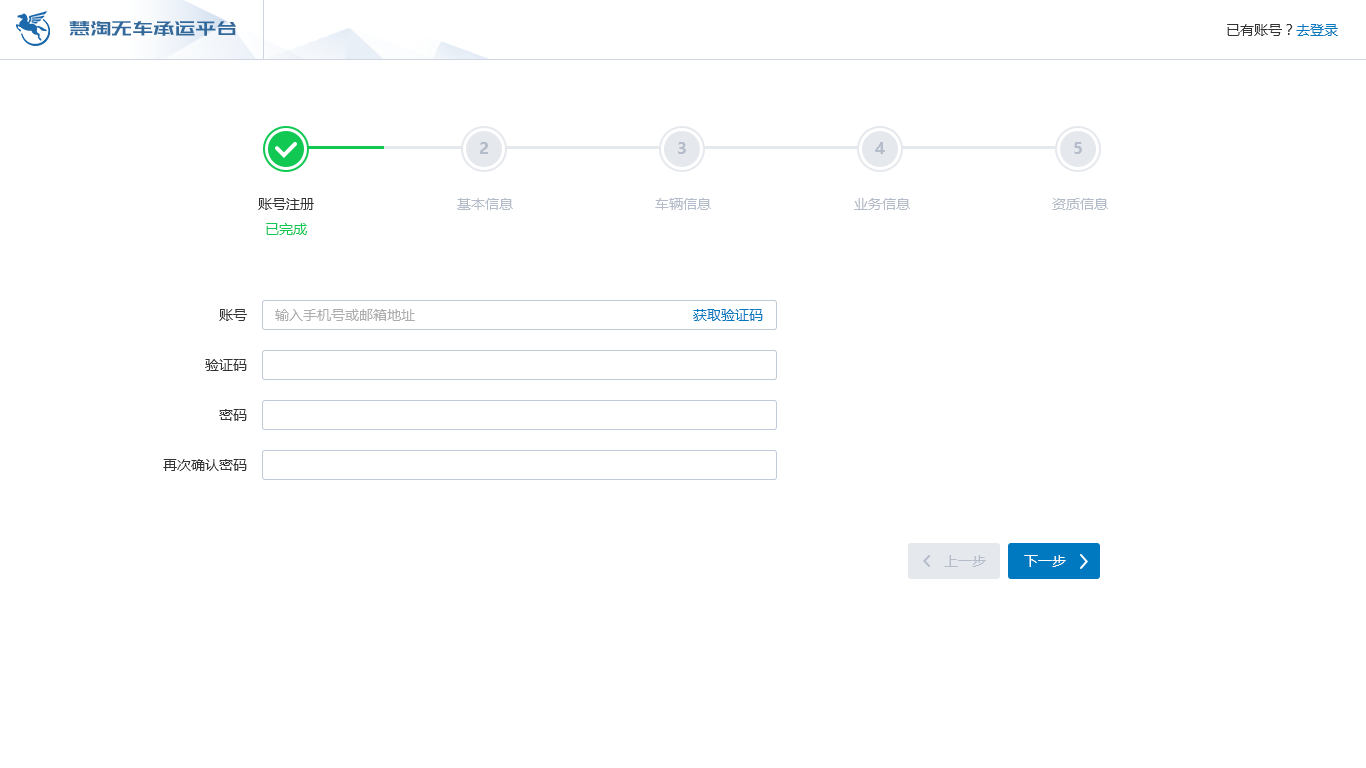 慧淘无车承运平台
已有账号？去登录
2
3
4
5
账号注册
基本信息
车辆信息
业务信息
资质信息
已完成
账号
输入手机号或邮箱地址
获取验证码
验证码
密码
再次确认密码
上一步
下一步